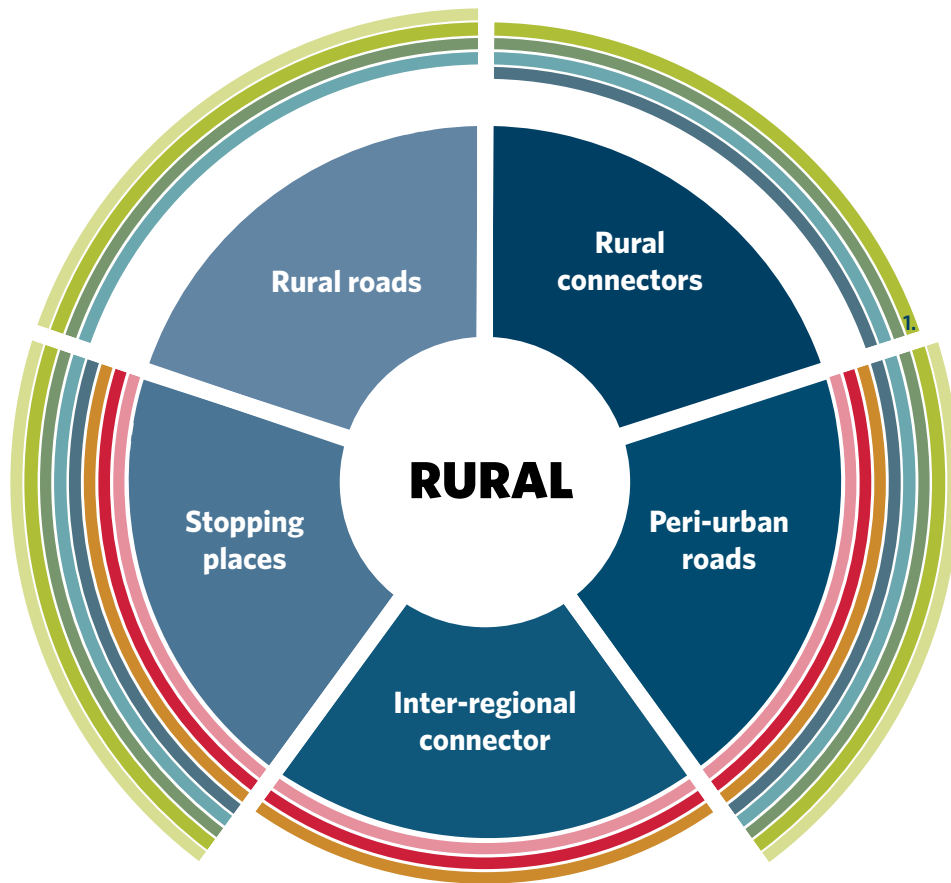 Rural roads
Rural
connectors
1.
RURAL
Stopping
places
Peri-urban
roads
Inter-regional
connector